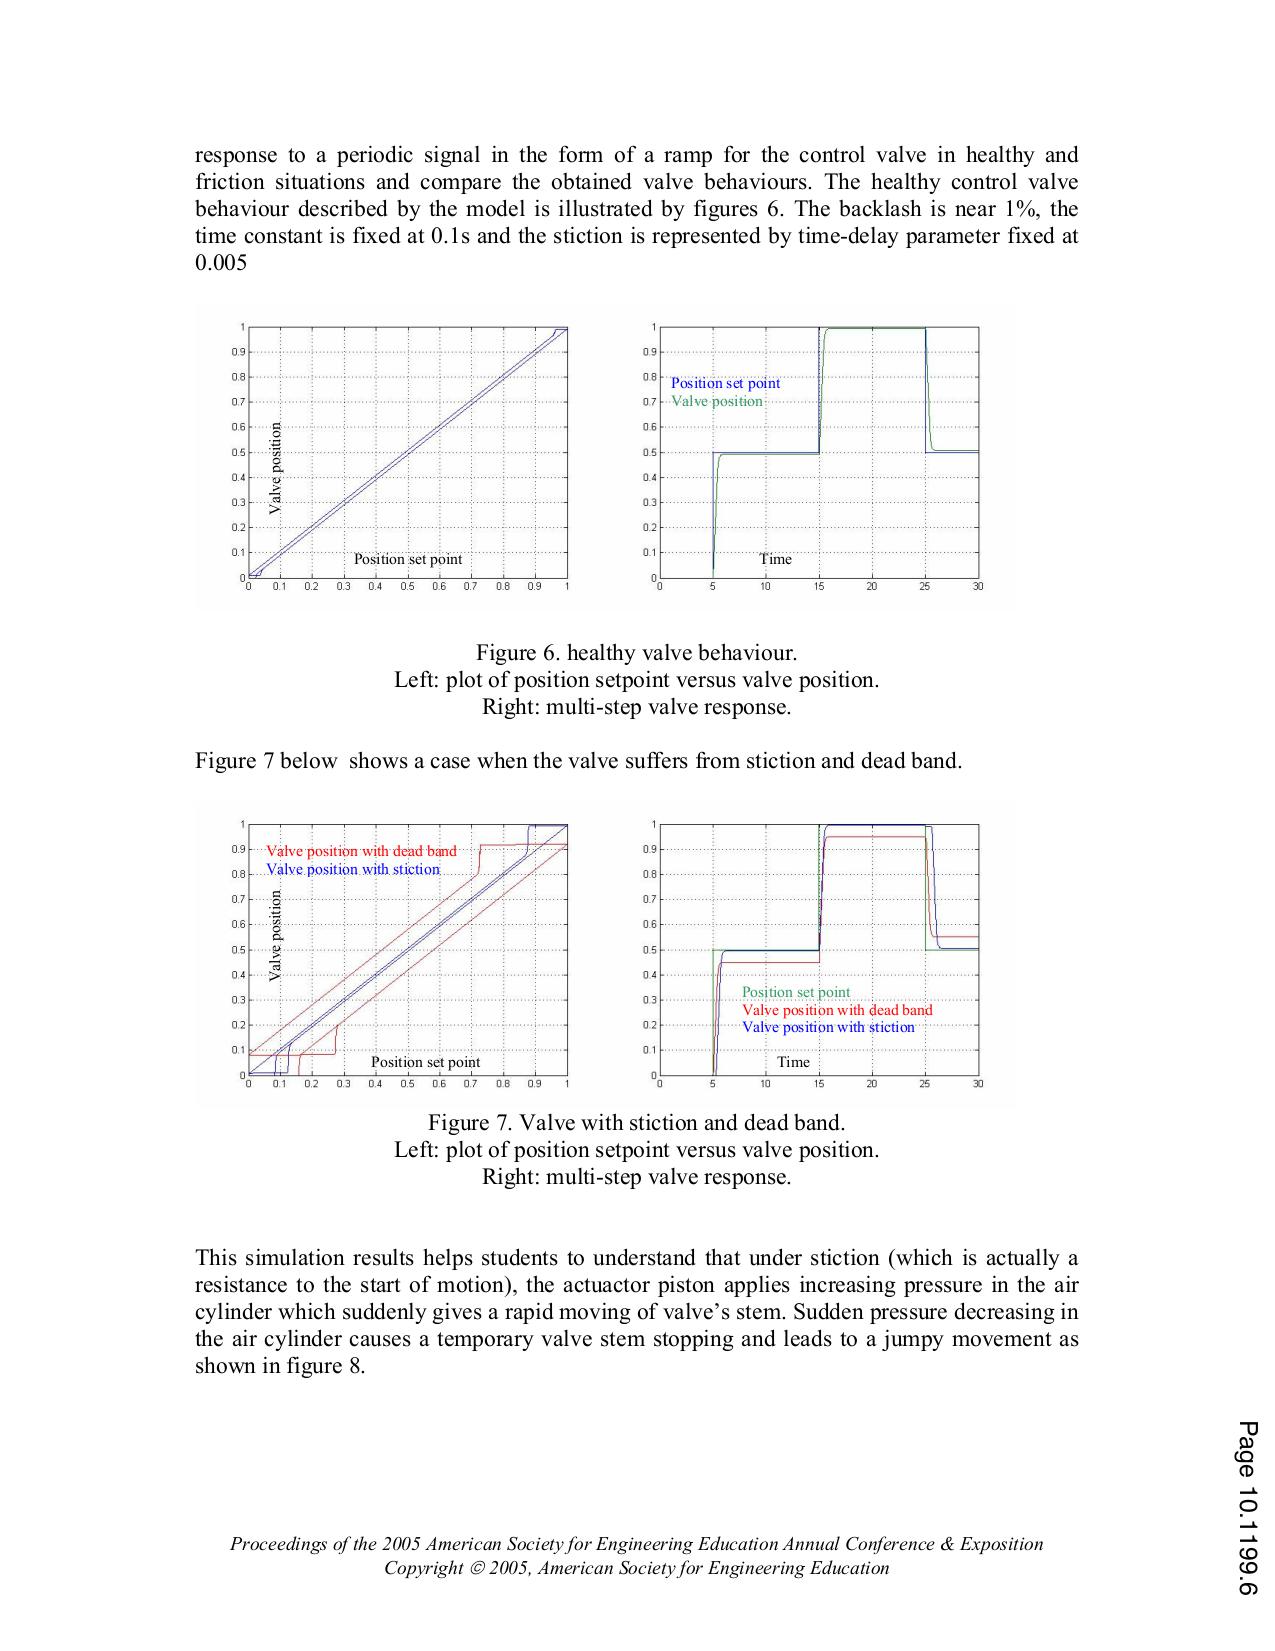 response to a periodic signal in the form of a ramp for the control valve in healthy and
friction situations and compare the obtained valve behaviours. The healthy control valve
behaviour described by the model is illustrated by figures 6. The backlash is near 1%, the
time constant is fixed at 0.1s and the stiction is represented by time-delay parameter fixed at
0.005
1
0.9
0.8
0.7
0.6
0.5
0.4
0.3
0.2
0.1
0
Valve position
Position set point
0 0.1 0.2 0.3 0.4 0.5 0.6 0.7 0.8 0.9 1
1
0.9
0.8
0.7
0.6
0.5
0.4
0.3
0.2
0.1
0
Position set point
Valve position
Time
0 5 10 15 20 25 30
Figure 6. healthy valve behaviour.
Left: plot of position setpoint versus valve position.
Right: multi-step valve response.
Figure 7 below shows a case when the valve suffers from stiction and dead band.
1
0.9
0.8
0.7
0.6
0.5
0.4
0.3
0.2
0.1
0
Valve position with dead band
Valve position with stiction
Valve position
Position set point
0 0.1 0.2 0.3 0.4 0.5 0.6 0.7 0.8 0.9 1
1
0.9
0.8
0.7
0.6
0.5
0.4
0.3
0.2
0.1
0
Position set point
Valve position with dead band
Valve position with stiction
Time
0 5 10 15 20 25 30
Figure 7. Valve with stiction and dead band.
Left: plot of position setpoint versus valve position.
Right: multi-step valve response.
This simulation results helps students to understand that under stiction (which is actually a
resistance to the start of motion), the actuactor piston applies increasing pressure in the air
cylinder which suddenly gives a rapid moving of valve’s stem. Sudden pressure decreasing in
the air cylinder causes a temporary valve stem stopping and leads to a jumpy movement as
shown in figure 8.
Proceedings of the 2005 American Society for Engineering Education Annual Conference & Exposition
Copyright © 2005, American Society for Engineering Education
Page 10.1199.6